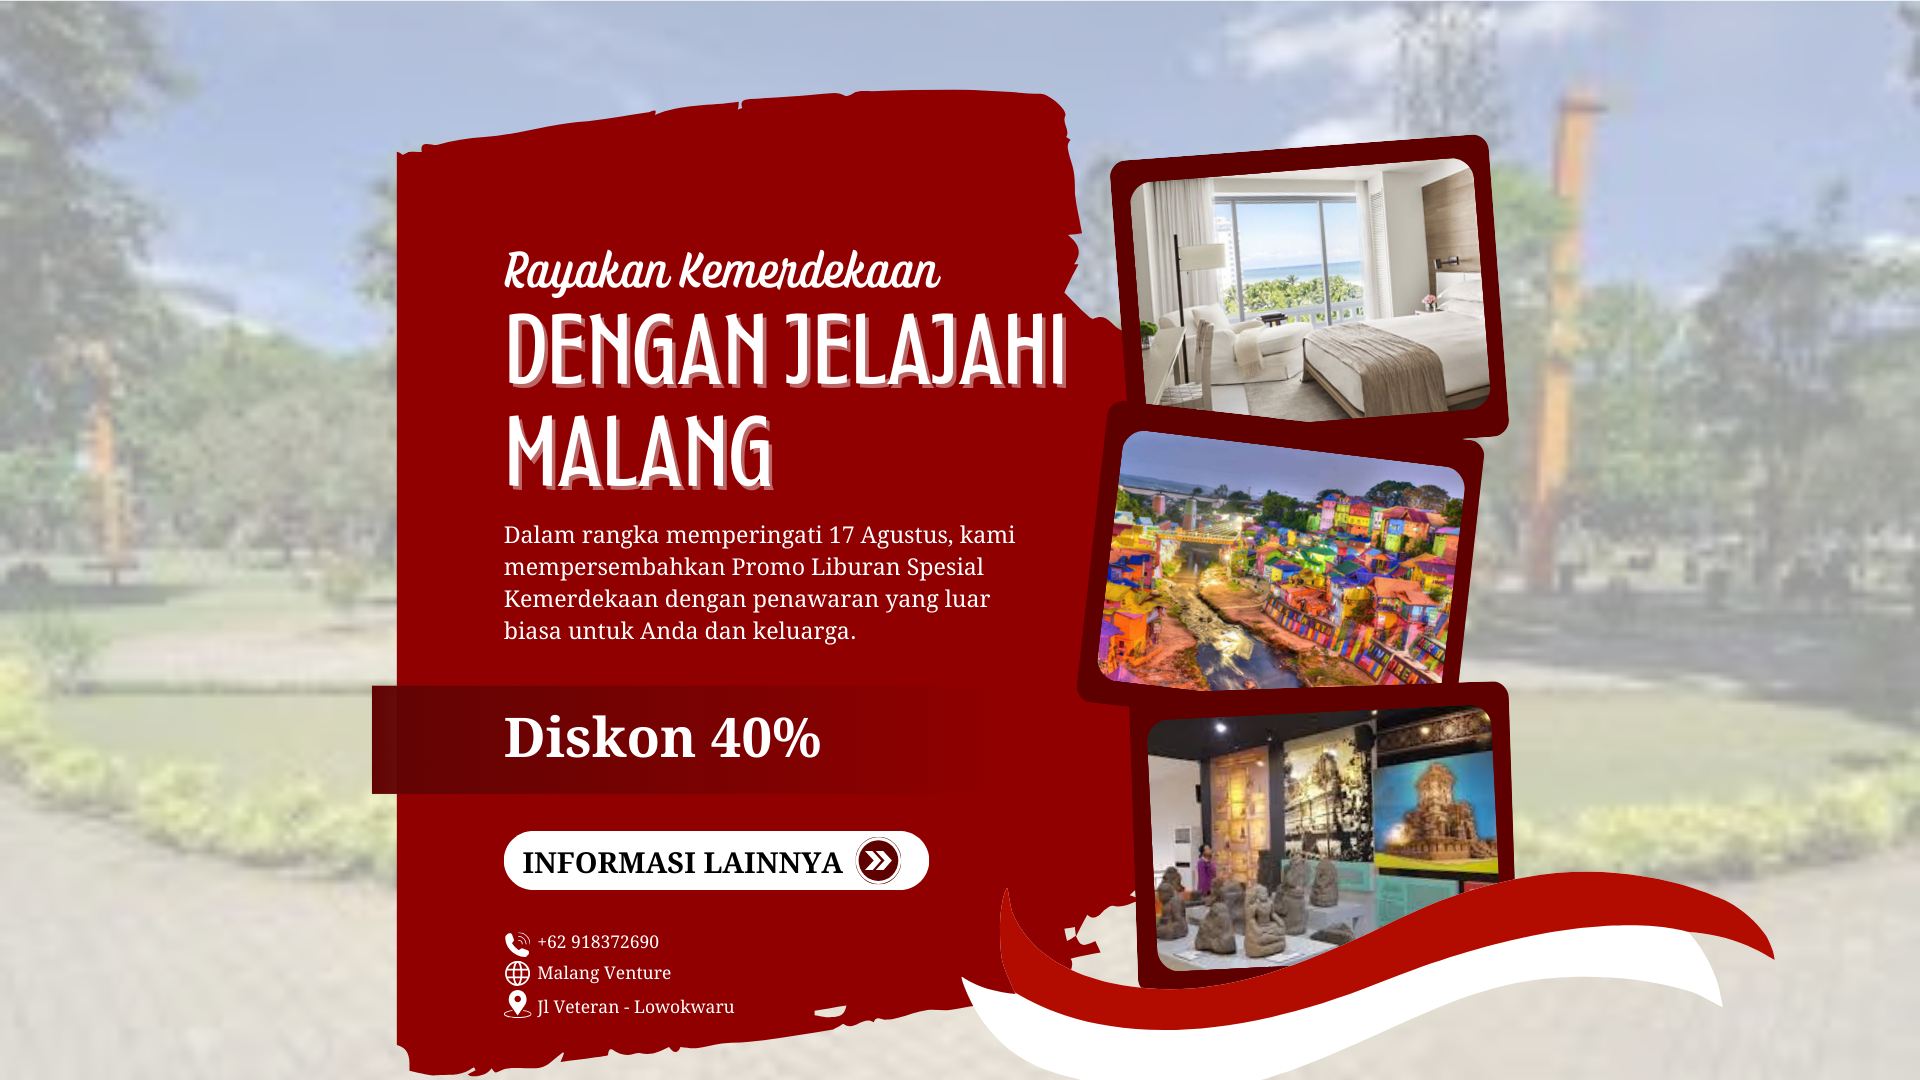 Rayakan Kemerdekaan
DENGAN JELAJAHI
MALANG
Dalam rangka memperingati 17 Agustus, kami
mempersembahkan Promo Liburan Spesial
Kemerdekaan dengan penawaran yang luar
biasa untuk Anda dan keluarga.
Diskon 40%
INFORMASI LAINNYA
+62 918372690
Malang Venture
Jl Veteran - Lowokwaru